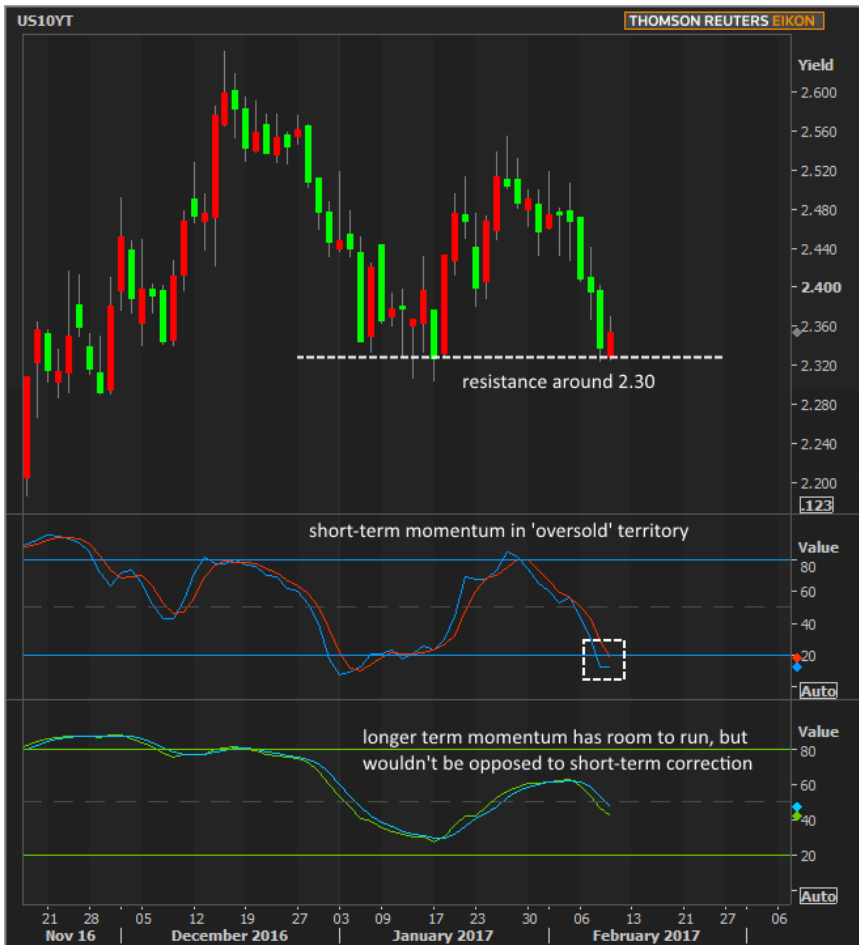 US10YT
THOMSON REUTERS EIKON
Yield
2.600
2.560
2.520
2.480
2.440
2.400
2.360
2.320
resistance around 2.30
2.280
2.240
2.200
.123
short-term momentum in 'oversold' territory
Value
80
60
40
20
Auto
longer term momentum has room to run, but
wouldn't be opposed to short-term correction
Value
80
60
40
20
Auto
21 28 05 12 19 27 03 09 17 23 30 06 13 21 27 06
Nov 16 December 2016 January 2017 February 2017